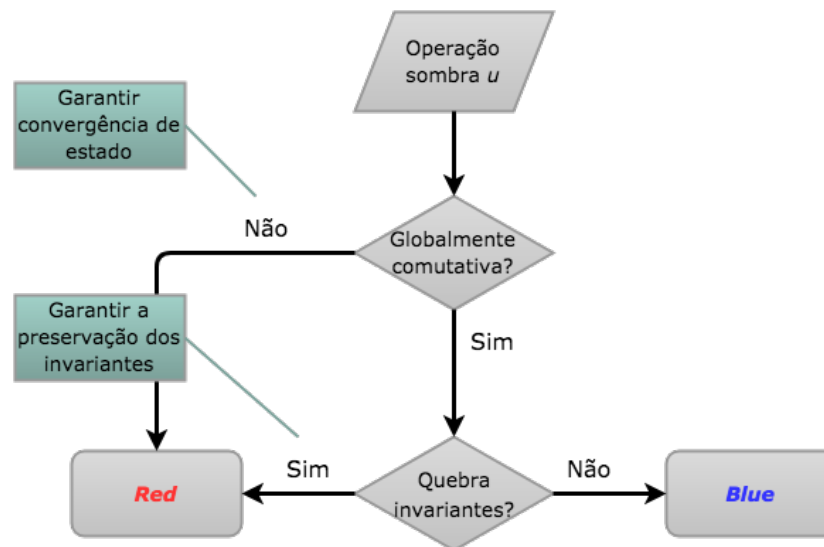 Operação
sombra u
Garantir
convergência de
estado
Não
Globalmente
comutativa?
Garantir a
preservação dos
invariantes
Sim
Red
Sim
Quebra
invariantes?
Não
Blue